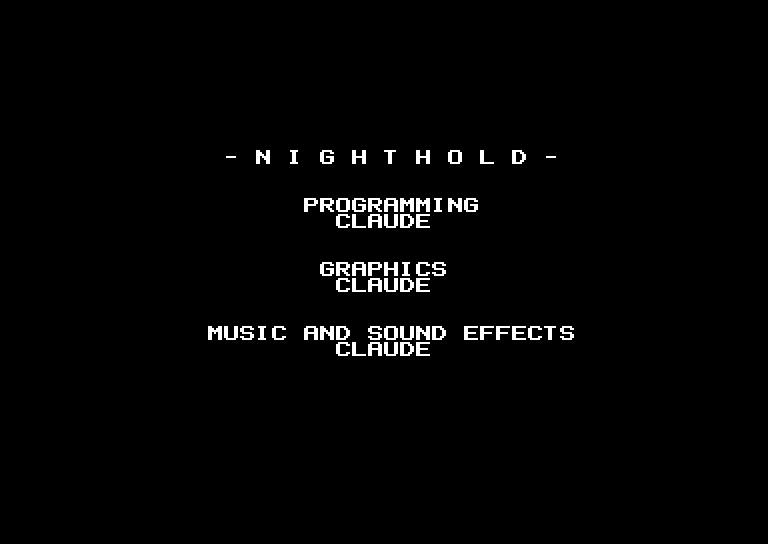 - N I G H T H O L D -
PROGRAMMING
CLAUDE
GRAPHICS
CLAUDE
MUSIC AND SOUND EFFECTS
CLAUDE